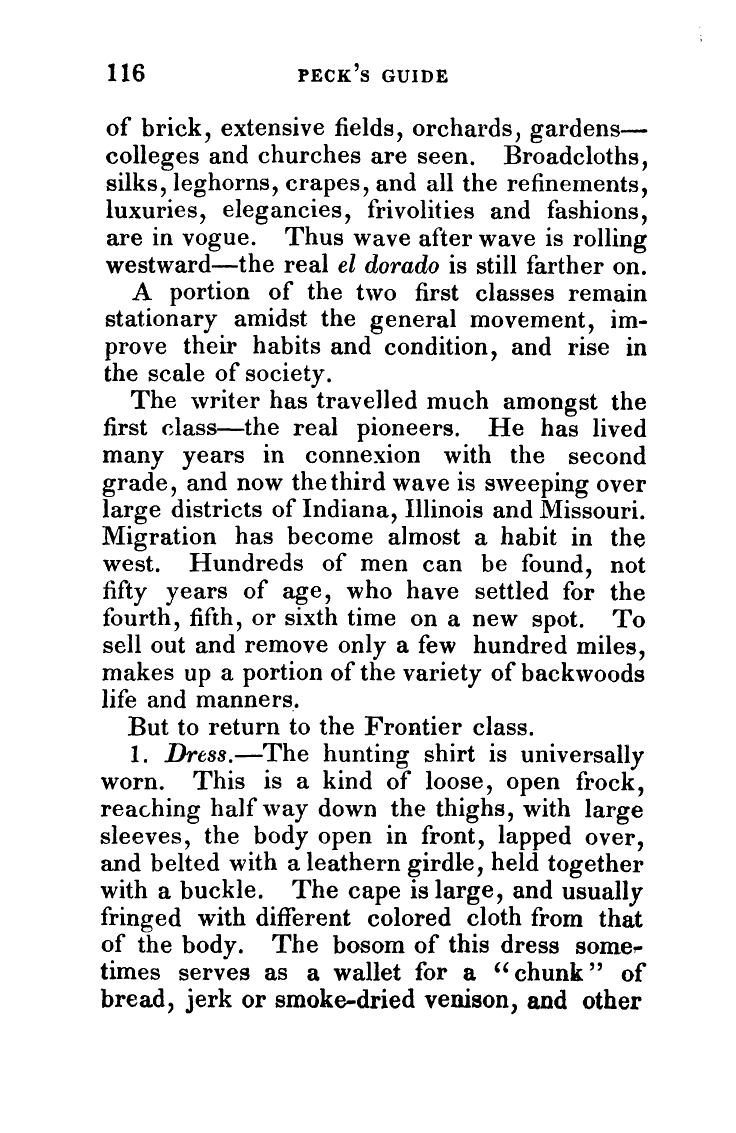 116 PECK'S GUIDE
of brick, extensive fields, orchards, gardens—
colleges and churches are seen. Broadcloths,
silks, leghorns, crapes, and all the refinements,
luxuries, elegancies, frivolities and fashions,
are in vogue. Thus wave after wave is rolling
westward—the real el dorado is still farther on.
A portion of the two first classes remain
stationary amidst the general movement, im-
prove their habits and condition, and rise in
the scale of society.
The writer has travelled much amongst the
first class—the real pioneers. He has lived
many years in connexion with the second
grade, and now the third wave is sweeping over
large districts of Indiana, Illinois and Missouri.
Migration has become almost a habit in the
west. Hundreds of men can be found, not
fifty years of age, who have settled for the
fourth, fifth, or sixth time on a new spot. To
sell out and remove only a few hundred miles,
makes up a portion of the variety of backwoods
life and manners.
But to return to the Frontier class.
1. Dress.—The hunting shirt is universally
worn. This is a kind of loose, open frock,
reaching half way down the thighs, with large
sleeves, the body open in front, lapped over,
and belted with a leathern girdle, held together
with a buckle. The cape is large, and usually
fringed with different colored cloth from that
of the body. The bosom of this dress some-
times serves as a wallet for a "chunk" of
bread, jerk or smoke-dried venison, and other